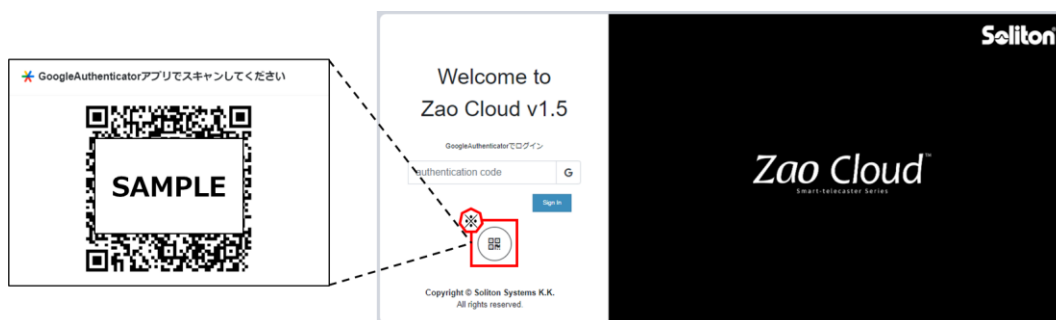 GoogleAuthenticatorアプリでスキャンしてください
SAMPLE
Welcome to
Zao Cloud v1.5
GoogleAuthenticatorでログイン
authentication code
G
Sign In
※
Copyright © Soliton Systems K.K.
All rights reserved.
Soliton
Zao Cloud™
Smart-telecaster Series